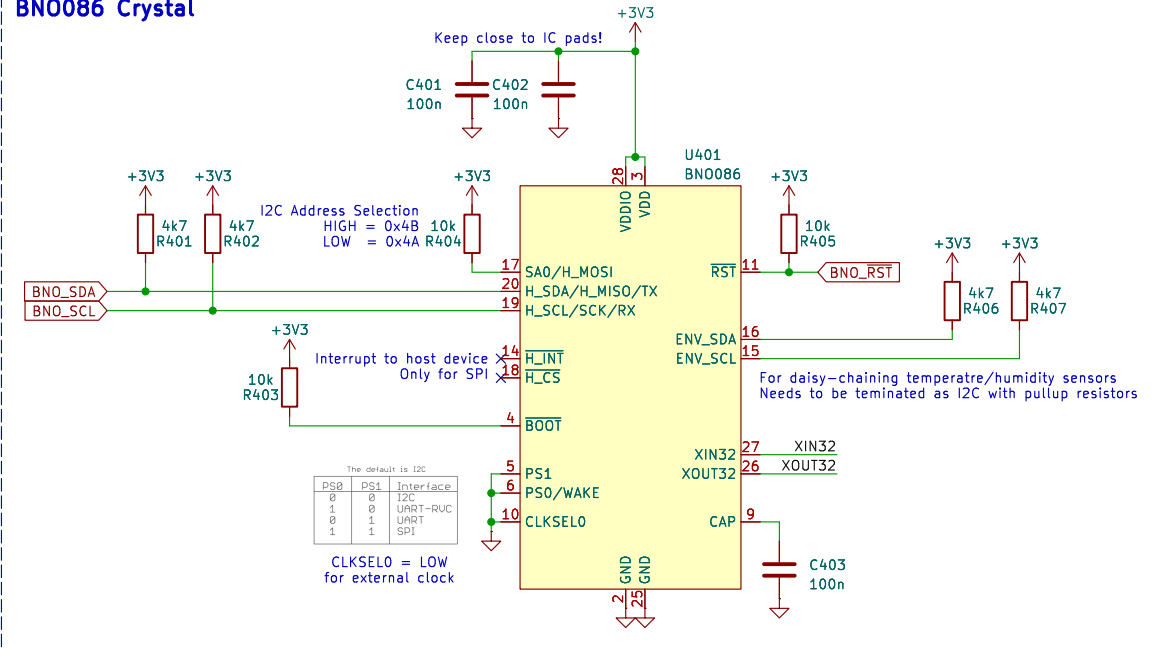 BNO086 Crystal
+3V3
Keep close to IC pads!
C401
100n
C402
100n
U401
BNO086
28
3
VDDIO
VDD
+3V3
4k7
R401
+3V3
4k7
R402
I2C Address Selection
HIGH = 0x4B
LOW = 0x4A
+3V3
10k
R404
+3V3
10k
R405
17 SA0/H_MOSI
BNO_SDA
20 H_SDA/H_MISO/TX
BNO_SCL
19 H_SCL/SCK/RX
RST 11
BNO_RST
+3V3
4k7
R406
+3V3
4k7
R407
+3V3
10k
R403
Interrupt to host device
14 H_INT
Only for SPI
18 H_CS
4 BOOT
ENV_SDA 16
ENV_SCL 15
For daisy-chaining temperatre/humidity sensors
Needs to be teminated as I2C with pullup resistors
XIN32 27 XIN32
XOUT32 26 XOUT32
5 PS1
6 PS0/WAKE
10 CLKSEL0
CAP 9
The default is I2C
PS0 PS1 Interface
0 0 I2C
1 0 UART-RVC
0 1 UART
1 1 SPI
CLKSEL0 = LOW
for external clock
C403
100n
GND
GND
2
25